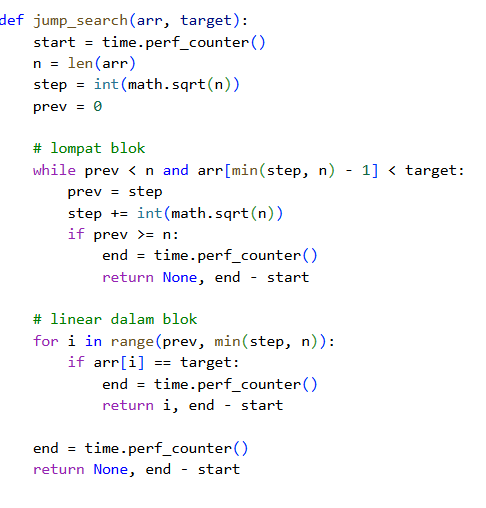 def jump_search(arr, target):
    start = time.perf_counter()
    n = len(arr)
    step = int(math.sqrt(n))
    prev = 0

    # lompat blok
    while prev < n and arr[min(step, n) - 1] < target:
        prev = step
        step += int(math.sqrt(n))
        if prev >= n:
            end = time.perf_counter()
            return None, end - start

    # linear dalam blok
    for i in range(prev, min(step, n)):
        if arr[i] == target:
            end = time.perf_counter()
            return i, end - start

    end = time.perf_counter()
    return None, end - start